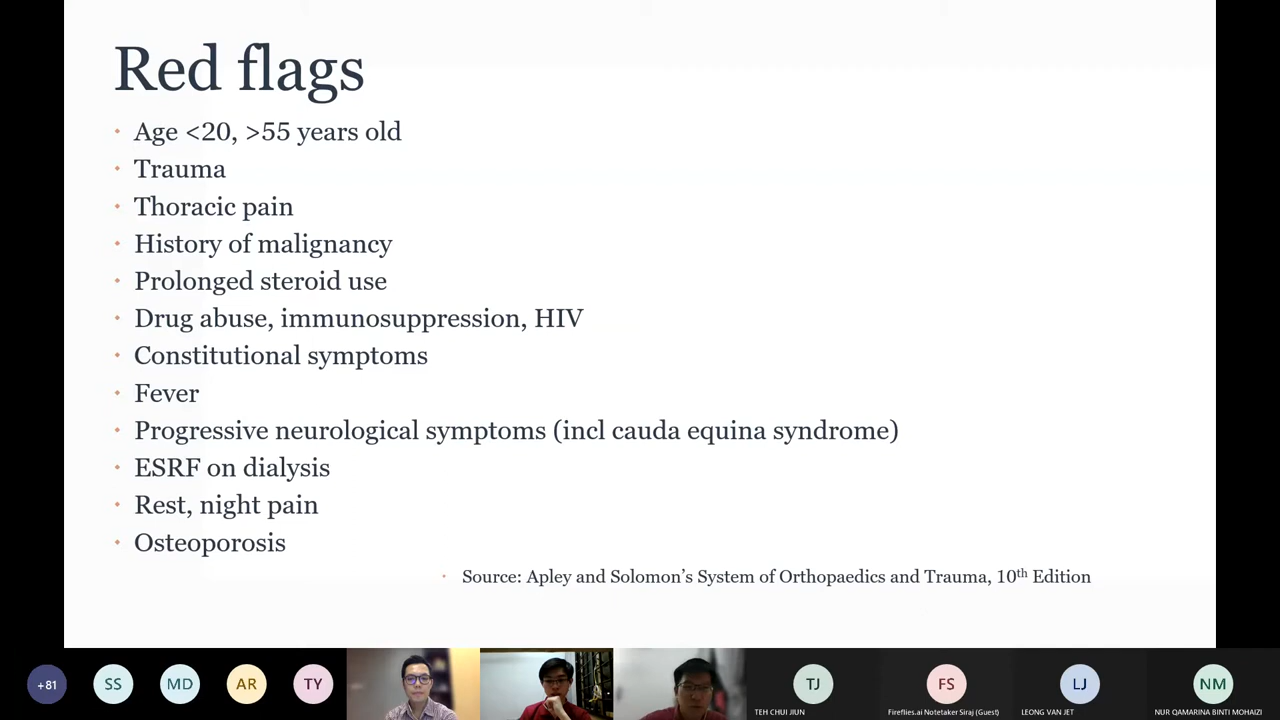 Red flags
Age <20, >55 years old
Trauma
Thoracic pain
History of malignancy
Prolonged steroid use
Drug abuse, immunosuppression, HIV
Constitutional symptoms
Fever
Progressive neurological symptoms (incl cauda equina syndrome)
ESRF on dialysis
Rest, night pain
Osteoporosis
Source: Apley and Solomon’s System of Orthopaedics and Trauma, 10th Edition
+81 SS MD AR TY TJ FS LJ NM
TEH CHUI JIUN Fireflies.ai Notetaker Siraj (Guest) LEONG VAN JET NUR QAMARINA BINTI MOHAIZI